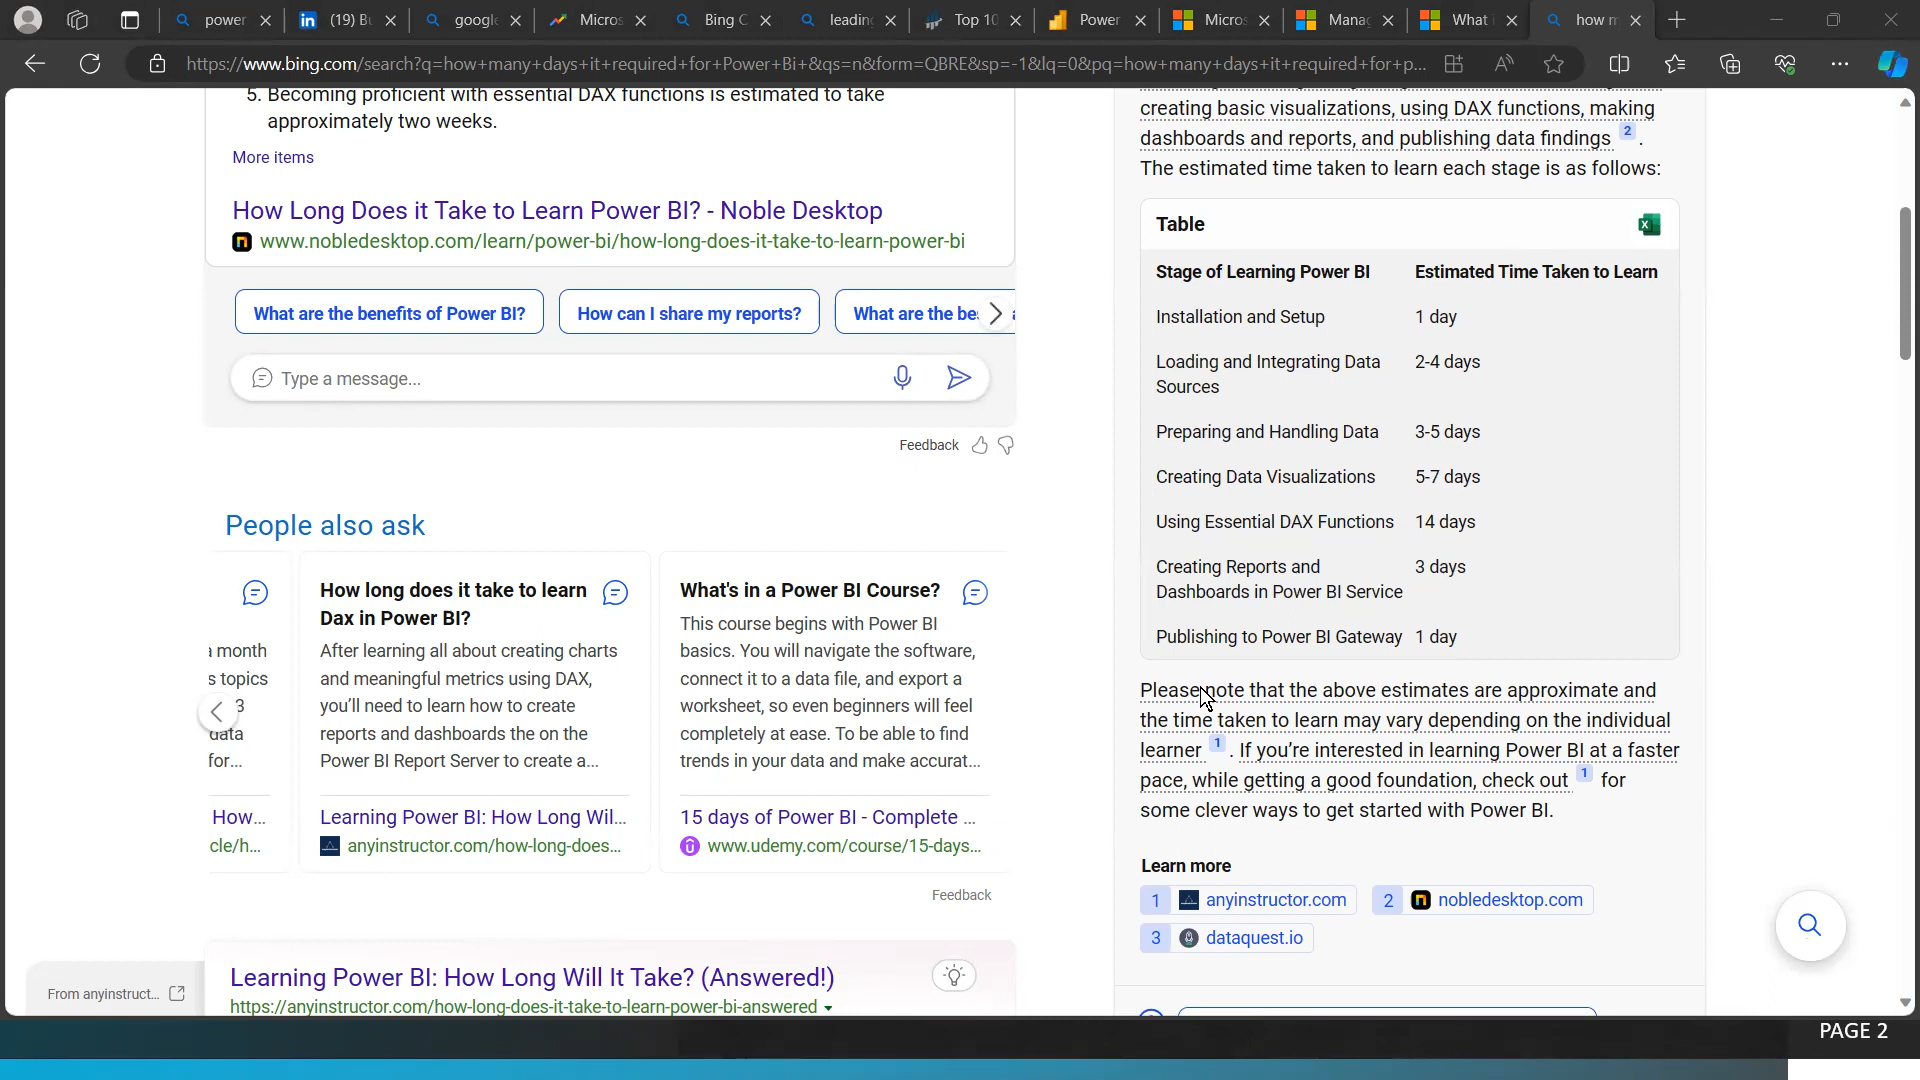 power
(19) Bu
google
Micros
Bing C
leading
Top 10
Power
Micros
Manag
What i
how m
https://www.bing.com/search?q=how+many+days+it+required+for+Power+Bi+&qs=n&form=QBRE&sp=-1&lq=0&pq=how+many+days+it+required+for+p...
5. Becoming proficient with essential DAX functions is estimated to take
approximately two weeks.
More items
How Long Does it Take to Learn Power BI? - Noble Desktop
www.nobledesktop.com/learn/power-bi/how-long-does-it-take-to-learn-power-bi
What are the benefits of Power BI?
How can I share my reports?
What are the be
Type a message...
Feedback
People also ask
a month
s topics
3
data
for...
How...
cle/h...
How long does it take to learn
Dax in Power BI?
After learning all about creating charts
and meaningful metrics using DAX,
you'll need to learn how to create
reports and dashboards the on the
Power BI Report Server to create a...
Learning Power BI: How Long Wil...
anyinstructor.com/how-long-does...
What's in a Power BI Course?
This course begins with Power BI
basics. You will navigate the software,
connect it to a data file, and export a
worksheet, so even beginners will feel
completely at ease. To be able to find
trends in your data and make accurat...
15 days of Power BI - Complete ...
www.udemy.com/course/15-days...
Feedback
From anyinstruct...
Learning Power BI: How Long Will It Take? (Answered!)
https://anyinstructor.com/how-long-does-it-take-to-learn-power-bi-answered
creating basic visualizations, using DAX functions, making
dashboards and reports, and publishing data findings 2 .
The estimated time taken to learn each stage is as follows:
Table
Stage of Learning Power BI Estimated Time Taken to Learn
Installation and Setup 1 day
Loading and Integrating Data 2-4 days
Sources
Preparing and Handling Data 3-5 days
Creating Data Visualizations 5-7 days
Using Essential DAX Functions 14 days
Creating Reports and 3 days
Dashboards in Power BI Service
Publishing to Power BI Gateway 1 day
Please note that the above estimates are approximate and
the time taken to learn may vary depending on the individual
learner 1 . If you're interested in learning Power BI at a faster
pace, while getting a good foundation, check out 1 for
some clever ways to get started with Power BI.
Learn more
1 anyinstructor.com 2 nobledesktop.com
3 dataquest.io
PAGE 2